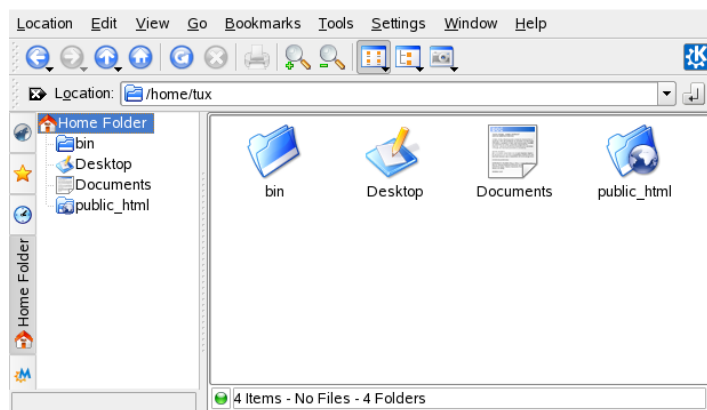 Location Edit View Go Bookmarks Tools Settings Window Help
Location: /home/tux
Home Folder
bin
Desktop
Documents
public_html
bin Desktop Documents public_html
Home Folder
4 Items - No Files - 4 Folders